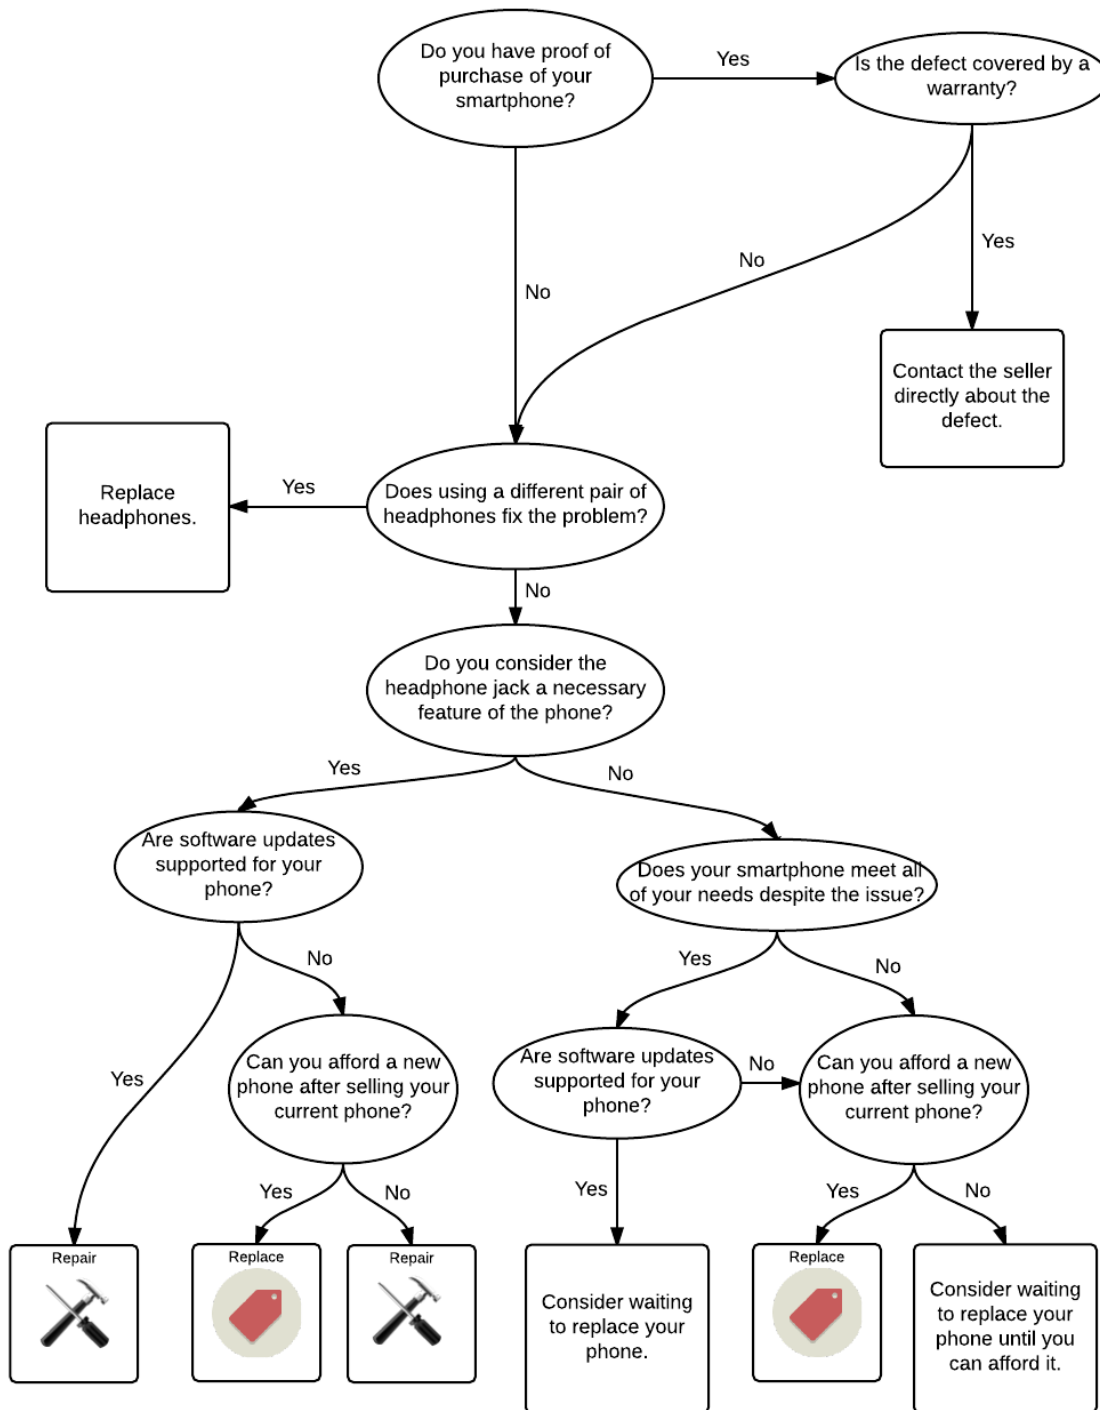 Do you have proof of
purchase of your
smartphone?
Yes
Is the defect covered by a
warranty?
No
No
Yes
Contact the seller
directly about the
defect.
Replace
headphones.
Yes
Does using a different pair of
headphones fix the problem?
No
Do you consider the
headphone jack a necessary
feature of the phone?
Yes
No
Are software updates
supported for your
phone?
Does your smartphone meet all
of your needs despite the issue?
No
Yes
No
Yes
Can you afford a new
phone after selling your
current phone?
Are software updates
supported for your
phone?
No
Can you afford a new
phone after selling your
current phone?
Yes
No
Yes
Yes
No
Repair
Replace
Repair
Consider waiting
to replace your
phone.
Replace
Consider waiting
to replace your
phone until you
can afford it.